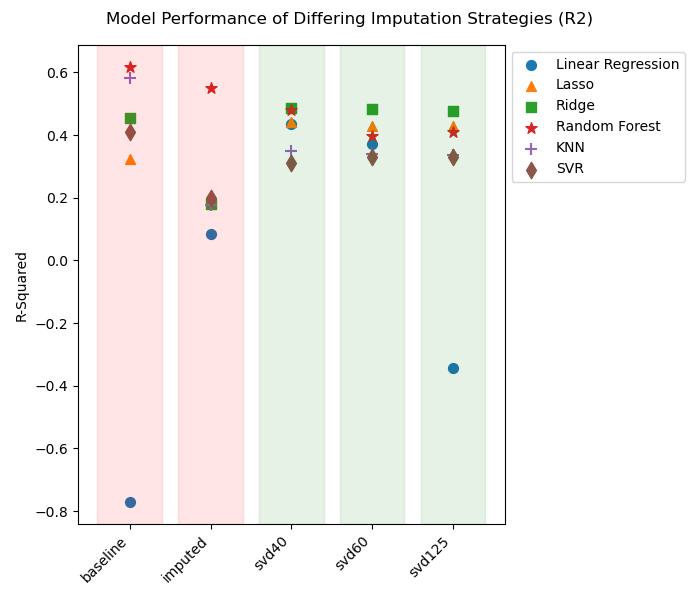 Model Performance of Differing Imputation Strategies (R2)
Linear Regression
Lasso
Ridge
Random Forest
KNN
SVR
R-Squared
0.6
0.4
0.2
0.0
−0.2
−0.4
−0.6
−0.8
baseline
imputed
svd40
svd60
svd125